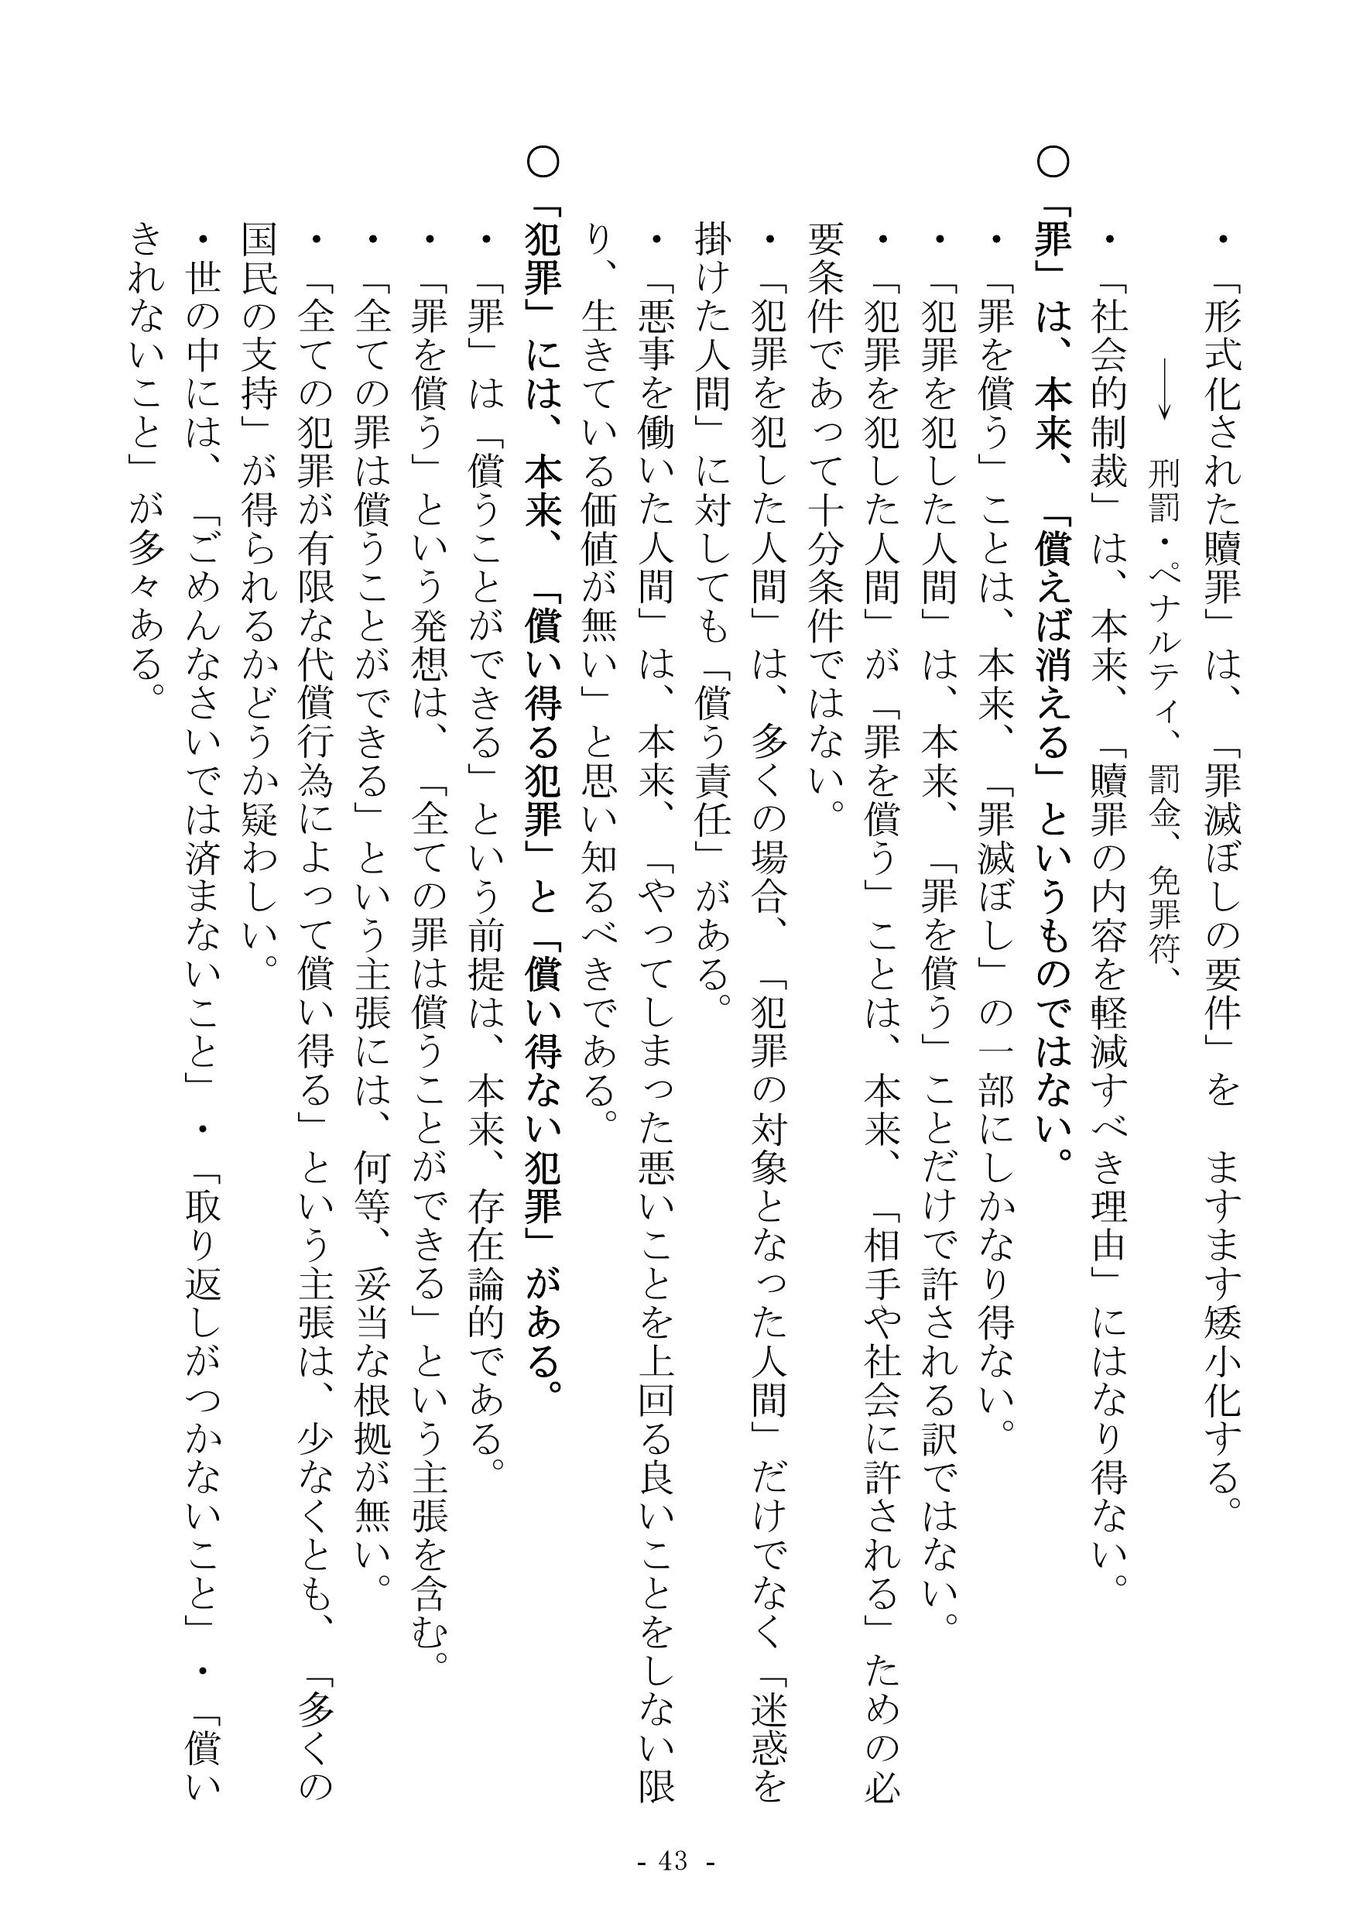 ・「形式化された贖罪」は、「罪滅ぼしの要件」を　ますます矮小化する。
→　刑罰・ペナルティ、罰金、免罪符、
・「社会的制裁」は、本来、「贖罪の内容を軽減すべき理由」にはなり得ない。
○「罪」は、本来、「償えば消える」というものではない。
・「罪を償う」ことは、本来、「罪滅ぼし」の一部にしかなり得ない。
・「犯罪を犯した人間」は、本来、「罪を償う」ことだけで許される訳ではない。
・「犯罪を犯した人間」が「罪を償う」ことは、本来、「相手や社会に許される」ための必
要条件であって十分条件ではない。
・「犯罪を犯した人間」は、多くの場合、「犯罪の対象となった人間」だけでなく「迷惑を
掛けた人間」に対しても「償う責任」がある。
・「悪事を働いた人間」は、本来、「やってしまった悪いことを上回る良いことをしない限
り、生きている価値が無い」と思い知るべきである。
○「犯罪」には、本来、「償い得る犯罪」と「償い得ない犯罪」がある。
・「罪」は「償うことができる」という前提は、本来、存在論的である。
・「罪を償う」という発想は、「全ての罪は償うことができる」という主張を含む。
・「全ての罪は償うことができる」という主張には、何等、妥当な根拠が無い。
・「全ての犯罪が有限な代償行為によって償い得る」という主張は、少なくとも、「多くの
国民の支持」が得られるかどうか疑わしい。
・世の中には、「ごめんなさいでは済まないこと」・「取り返しがつかないこと」・「償い
きれないこと」が多々ある。
- 43 -